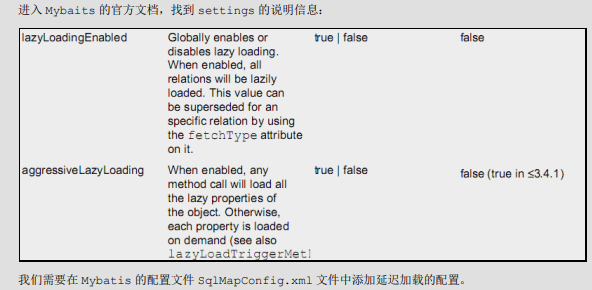 进入 Mybaits 的官方文档，找到 settings 的说明信息：
lazyLoadingEnabled
Globally enables or
disables lazy loading.
When enabled, all
relations will be lazily
loaded. This value can
be superseded for an
specific relation by using
the fetchType attribute
on it.
true | false
false
aggressiveLazyLoading
When enabled, any
method call will load all
the lazy properties of
the object. Otherwise,
each property is loaded
on demand (see also
lazyLoadTriggerMet
true | false
false (true in ≤3.4.1)
我们需要在 Mybatis 的配置文件 SqlMapConfig.xml 文件中添加延迟加载的配置。